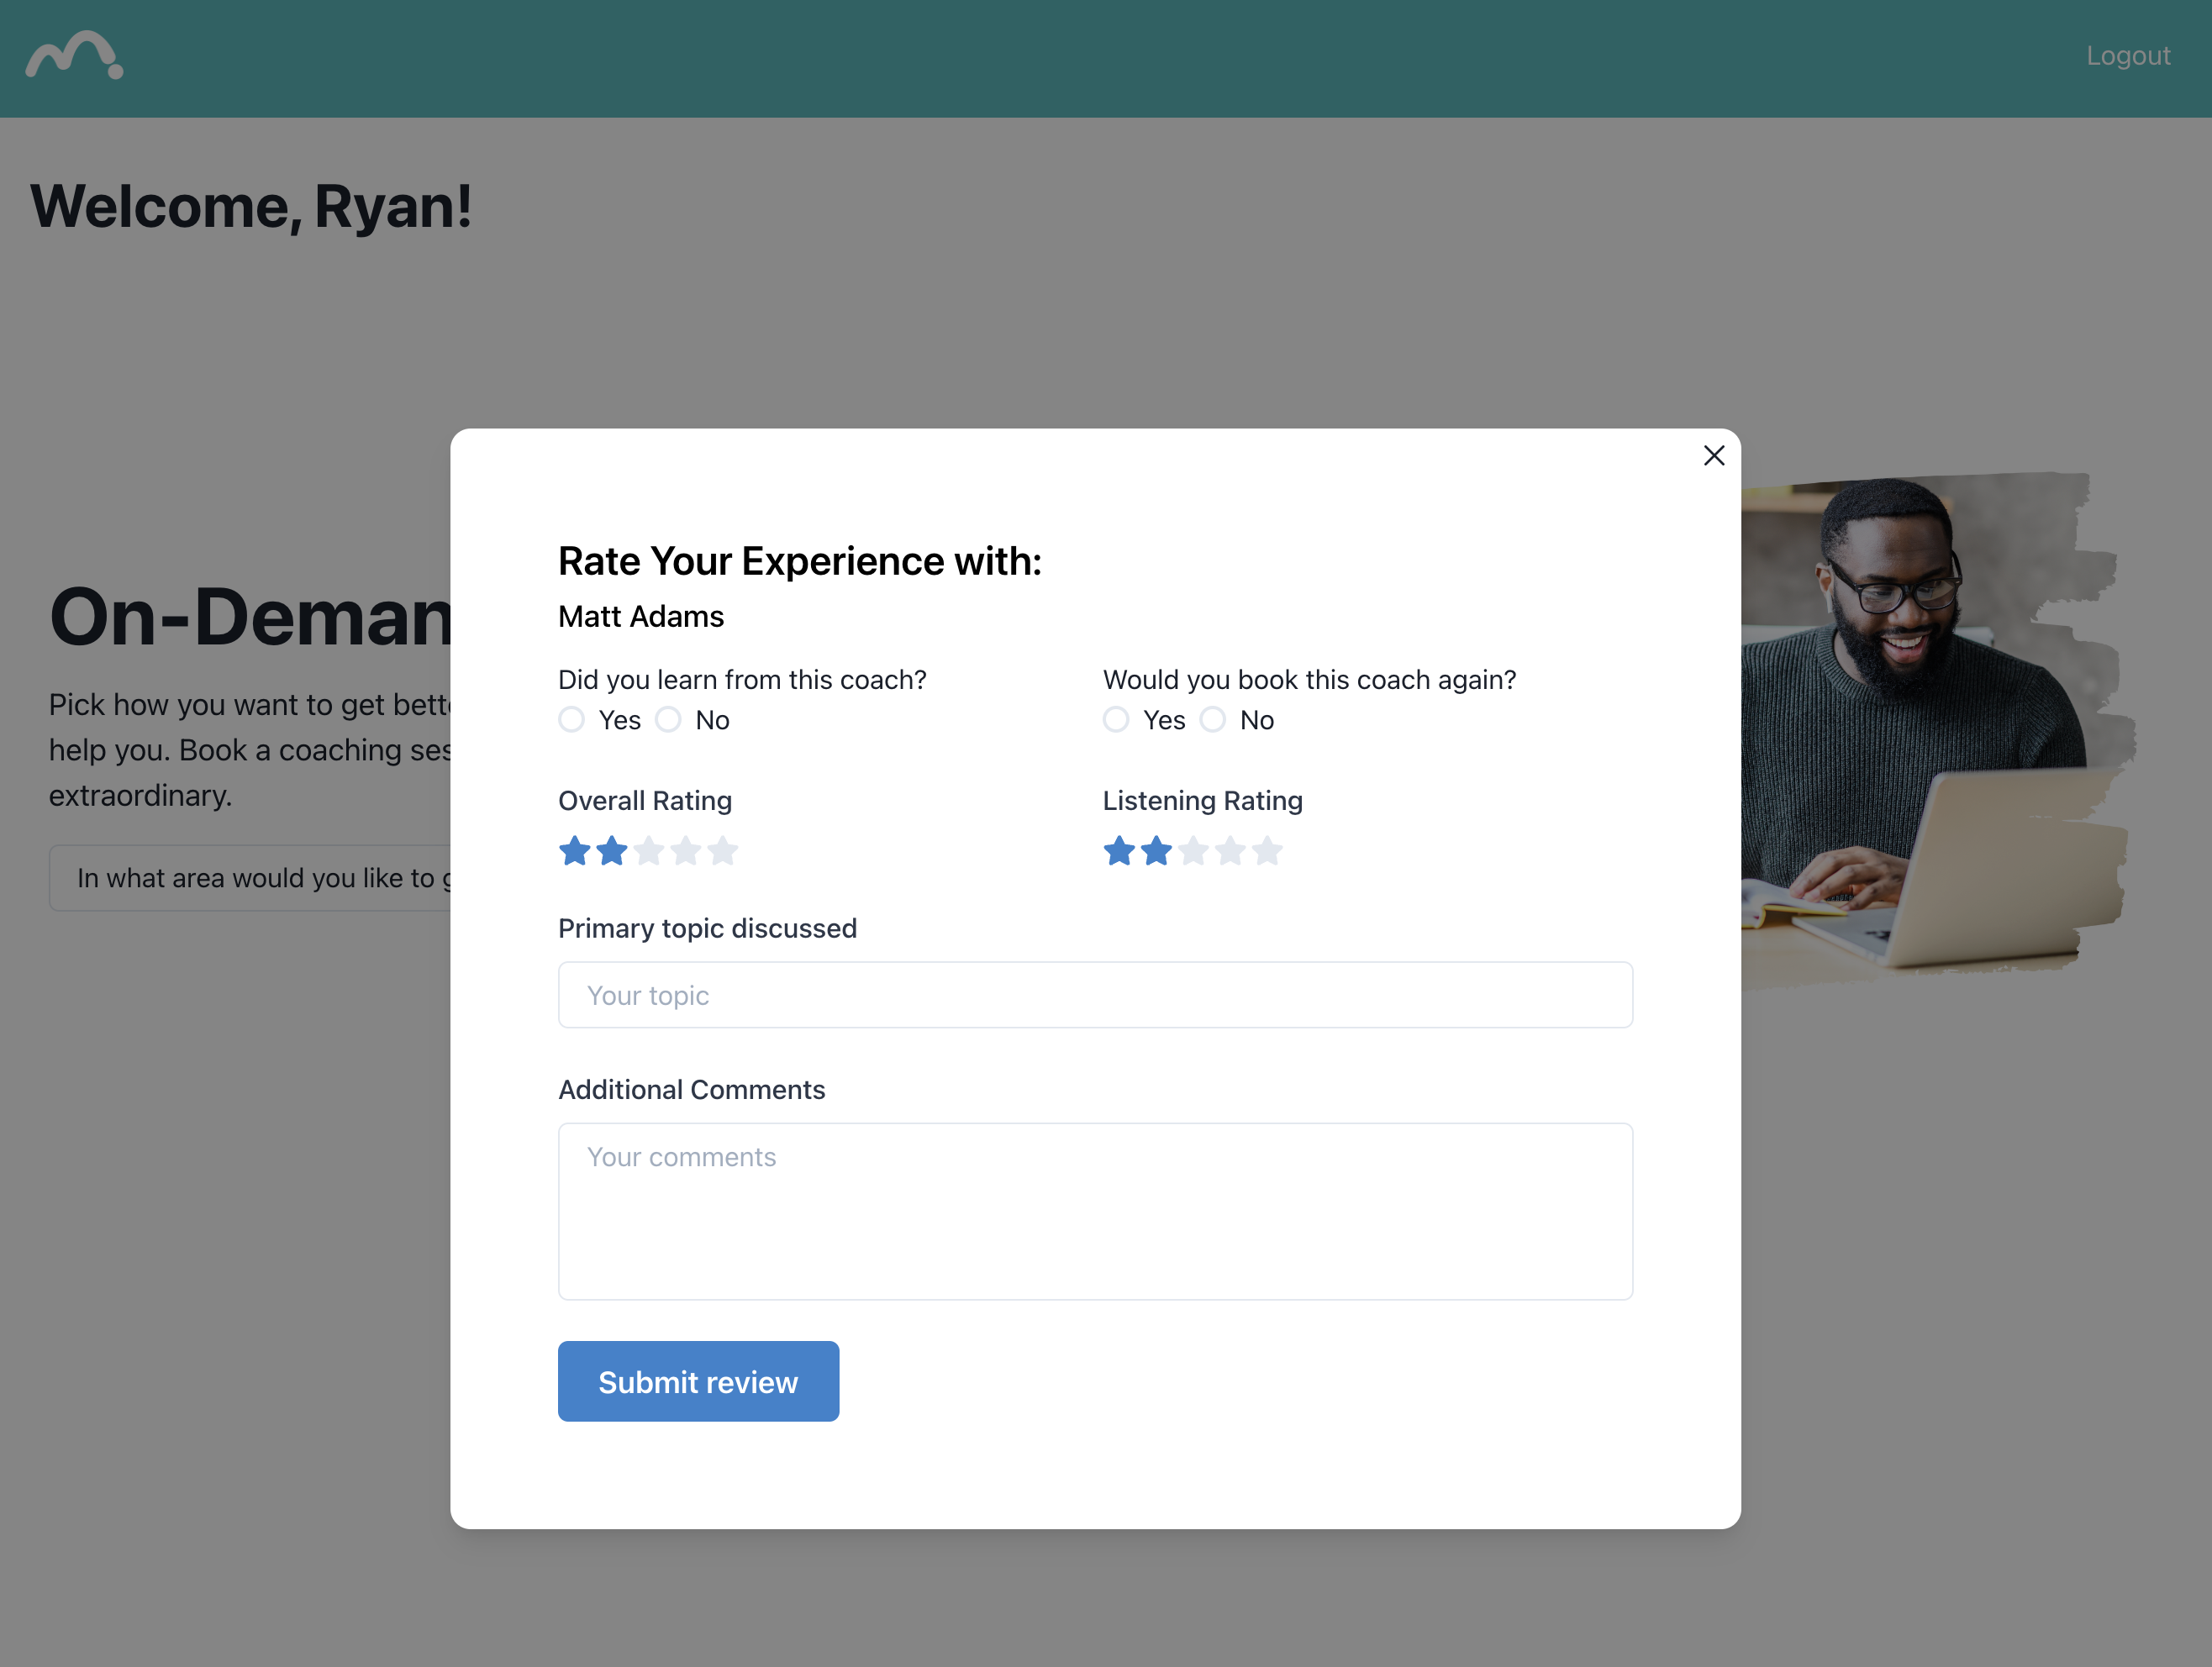 Logout
Welcome, Ryan!
On-Deman
Pick how you want to get bett
help you. Book a coaching ses
extraordinary.
In what area would you like to g
Rate Your Experience with:
Matt Adams
Did you learn from this coach?
Yes No
Would you book this coach again?
Yes No
Overall Rating
Listening Rating
Primary topic discussed
Your topic
Additional Comments
Your comments
Submit review